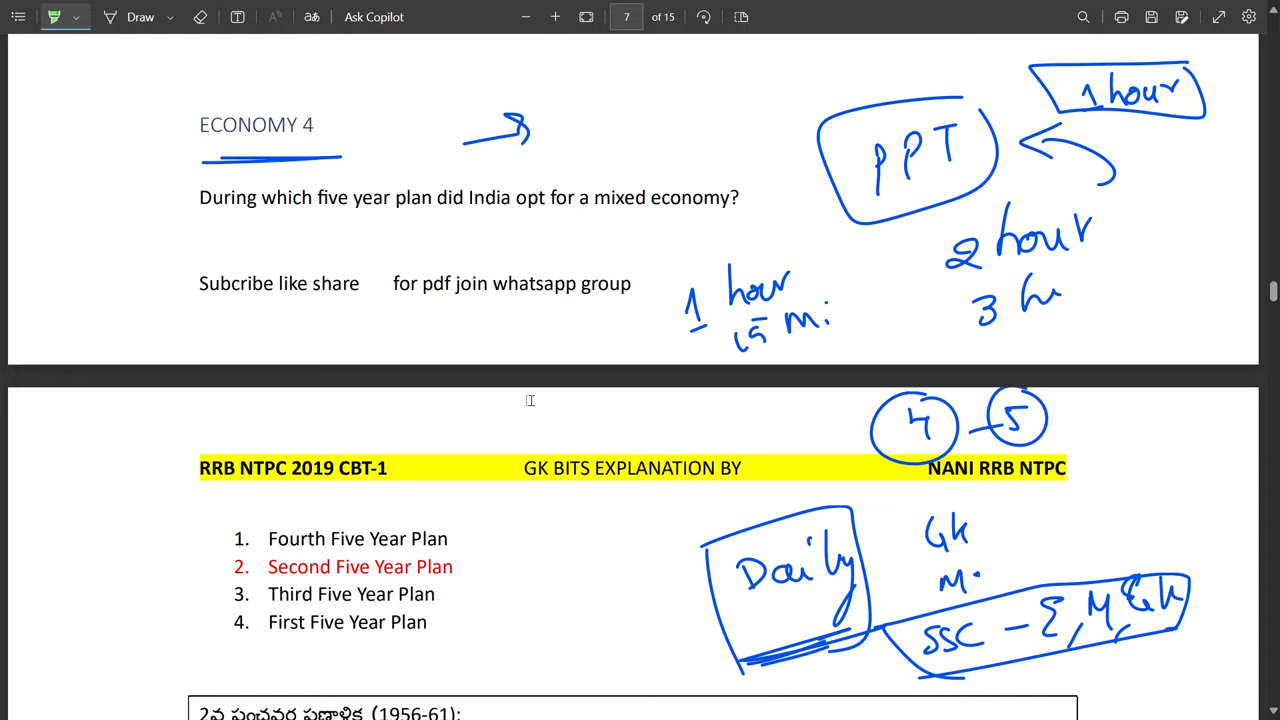 Draw
Ask Copilot
7 of 15
1 hour
PPT
ECONOMY 4
During which five year plan did India opt for a mixed economy?
2 hour
3 hr
Subcribe like share for pdf join whatsapp group
1 hour
15 m.
4 - 5
RRB NTPC 2019 CBT-1 GK BITS EXPLANATION BY NANI RRB NTPC
1. Fourth Five Year Plan
2. Second Five Year Plan
3. Third Five Year Plan
4. First Five Year Plan
Daily
GK
M.
SSC - E, M, GK
2వ పంచవర్ష ప్రణాళిక (1956-61):